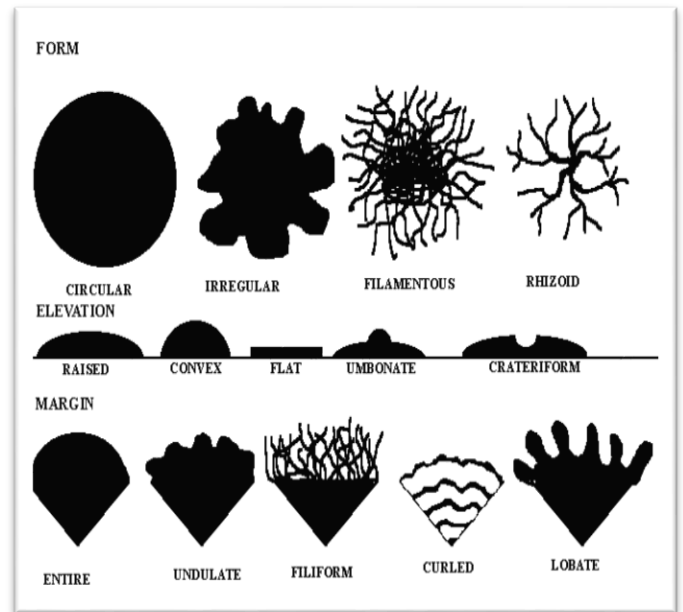 FORM
CIRCULAR IRREGULAR FILAMENTOUS RHIZOID
ELEVATION
RAISED CONVEX FLAT UMBONATE CRATERIFORM
MARGIN
ENTIRE UNDULATE FILIFORM CURLED LOBATE